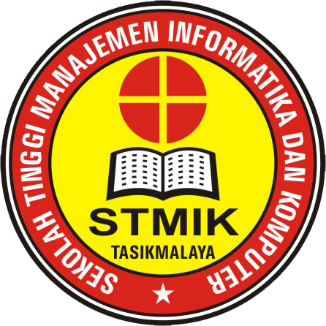 SEKOLAH TINGGI MANAJEMEN INFORMATIKA DAN KOMPUTER
STMIK
TASIKMALAYA